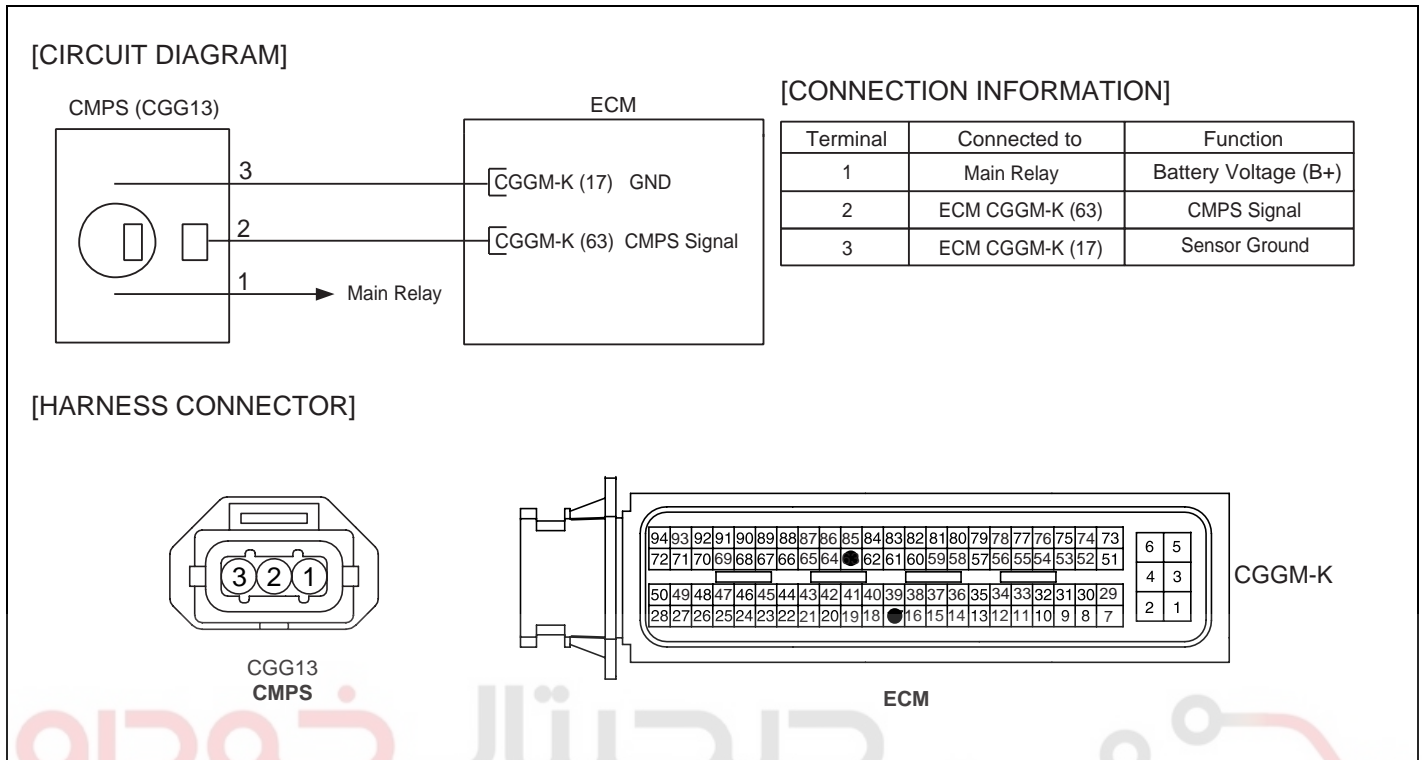 [CIRCUIT DIAGRAM]
CMPS (CGG13)
ECM
3
CGGM-K (17) GND
2
CGGM-K (63) CMPS Signal
1
Main Relay
[CONNECTION INFORMATION]
Terminal Connected to Function
1 Main Relay Battery Voltage (B+)
2 ECM CGGM-K (63) CMPS Signal
3 ECM CGGM-K (17) Sensor Ground
[HARNESS CONNECTOR]
3 2 1
CGG13
CMPS
94 93 92 91 90 89 88 87 86 85 84 83 82 81 80 79 78 77 76 75 74 73
72 71 70 69 68 67 66 65 64 62 61 60 59 58 57 56 55 54 53 52 51
50 49 48 47 46 45 44 43 42 41 40 39 38 37 36 35 34 33 32 31 30 29
28 27 26 25 24 23 22 21 20 19 18 16 15 14 13 12 11 10 9 8 7
6 5
4 3
2 1
CGGM-K
ECM
دیجیتال خودرو